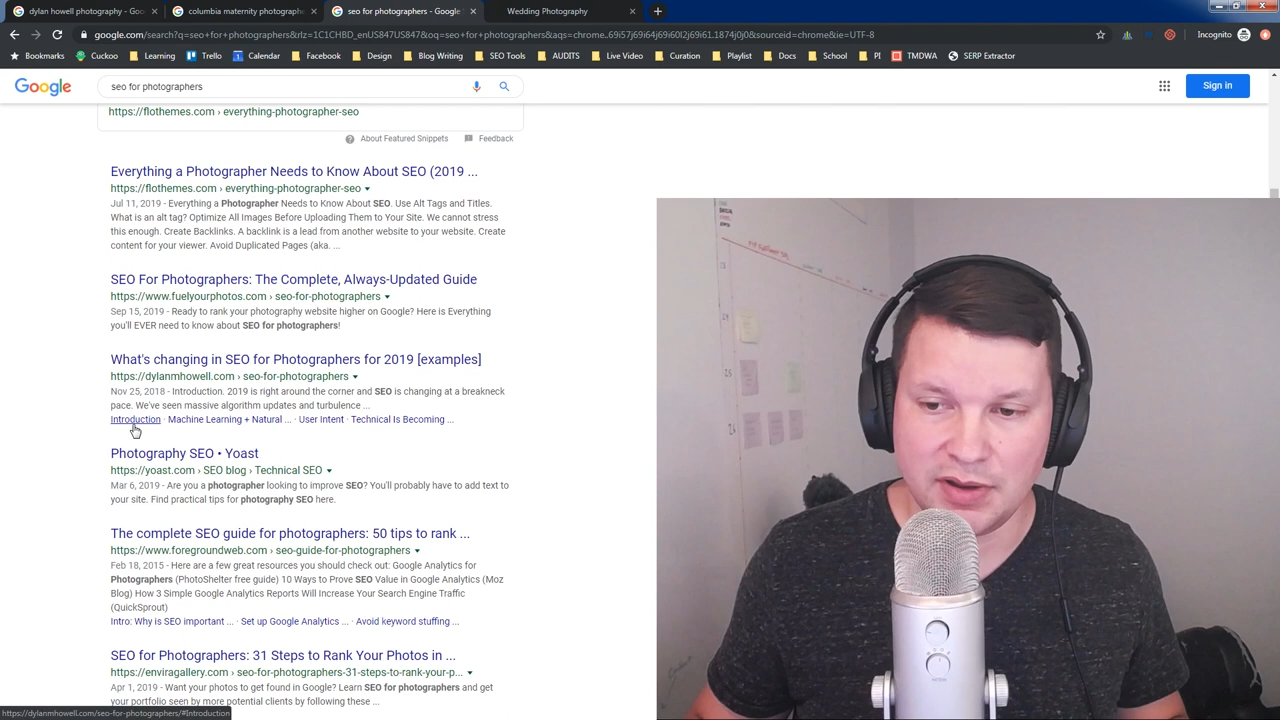 dylan howell photography - Goo
columbia maternity photograph
seo for photographers - Google
Wedding Photography
google.com/search?q=seo+for+photographers&rlz=1C1CHBD_enUS847US847&oq=seo+for+photographers&aqs=chrome..69i57j69i64j69i60l2j69i61.1874j0j0&sourceid=chrome&ie=UTF-8
Incognito
Bookmarks
Cuckoo
Learning
Trello
Calendar
Facebook
Design
Blog Writing
SEO Tools
AUDITS
Live Video
Curation
Playlist
Docs
School
PI
TMDWA
SERP Extractor
Google
seo for photographers
Sign in
https://flothemes.com › everything-photographer-seo
About Featured Snippets
Feedback
Everything a Photographer Needs to Know About SEO (2019 ...
https://flothemes.com › everything-photographer-seo
Jul 11, 2019 - Everything a Photographer Needs to Know About SEO. Use Alt Tags and Titles.
What is an alt tag? Optimize All Images Before Uploading Them to Your Site. We cannot stress
this enough. Create Backlinks. A backlink is a lead from another website to your website. Create
content for your viewer. Avoid Duplicated Pages (aka. ...
SEO For Photographers: The Complete, Always-Updated Guide
https://www.fuelyourphotos.com › seo-for-photographers
Sep 15, 2019 - Ready to rank your photography website higher on Google? Here is Everything
you'll EVER need to know about SEO for photographers!
What's changing in SEO for Photographers for 2019 [examples]
https://dylanmhowell.com › seo-for-photographers
Nov 25, 2018 - Introduction. 2019 is right around the corner and SEO is changing at a breakneck
pace. We've seen massive algorithm updates and turbulence ...
Introduction · Machine Learning + Natural ... · User Intent · Technical Is Becoming ...
Photography SEO • Yoast
https://yoast.com › SEO blog › Technical SEO
Mar 6, 2019 - Are you a photographer looking to improve SEO? You'll probably have to add text to
your site. Find practical tips for photography SEO here.
The complete SEO guide for photographers: 50 tips to rank ...
https://www.foregroundweb.com › seo-guide-for-photographers
Feb 18, 2015 - Here are a few great resources you should check out: Google Analytics for
Photographers (PhotoShelter free guide) 10 Ways to Prove SEO Value in Google Analytics (Moz
Blog) How 3 Simple Google Analytics Reports Will Increase Your Search Engine Traffic
(QuickSprout)
Intro: Why is SEO important ... · Set up Google Analytics ... · Avoid keyword stuffing ...
SEO for Photographers: 31 Steps to Rank Your Photos in ...
https://enviragallery.com › seo-for-photographers-31-steps-to-rank-your-p...
Apr 1, 2019 - Want your photos to get found in Google? Learn SEO for photographers and get
your portfolio seen by more potential clients by following these ...
https://dylanmhowell.com/seo-for-photographers/#Introduction